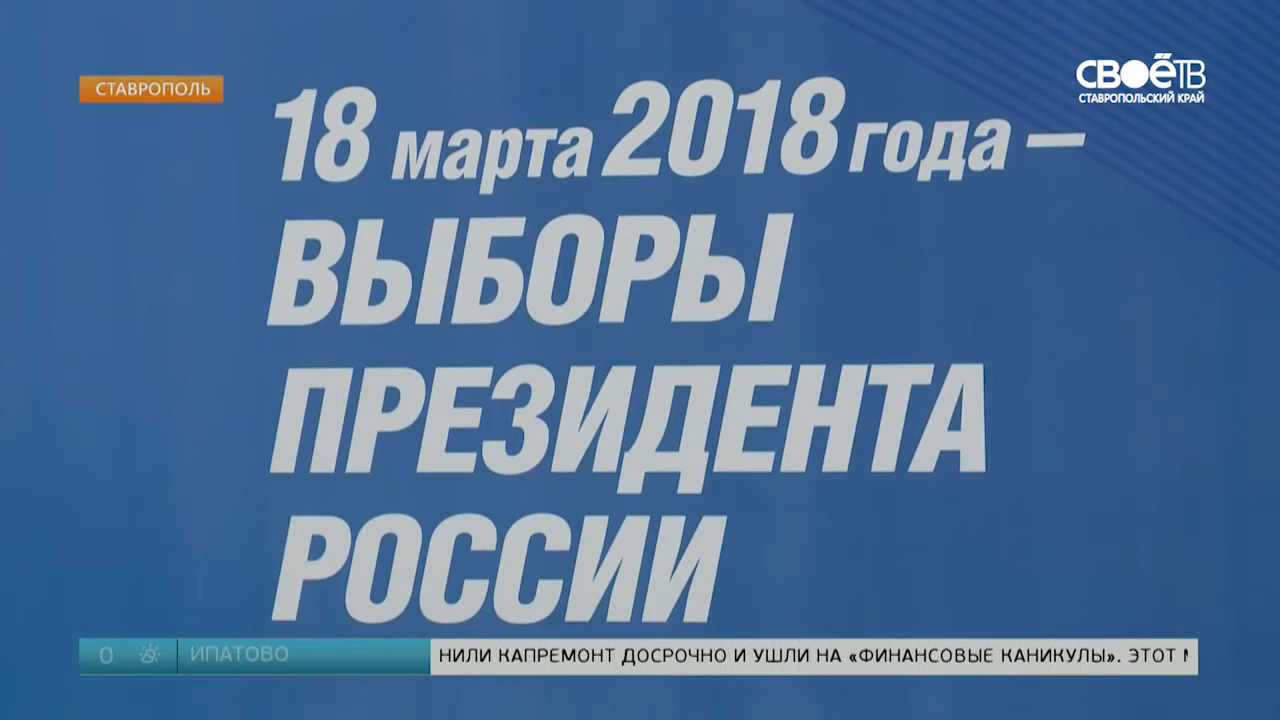 СТАВРОПОЛЬ
СВОЁТВ
СТАВРОПОЛЬСКИЙ КРАЙ
18 марта 2018 года –
ВЫБОРЫ
ПРЕЗИДЕНТА
РОССИИ
0 ИПАТОВО
НИЛИ КАПРЕМОНТ ДОСРОЧНО И УШЛИ НА «ФИНАНСОВЫЕ КАНИКУЛЫ». ЭТОТ